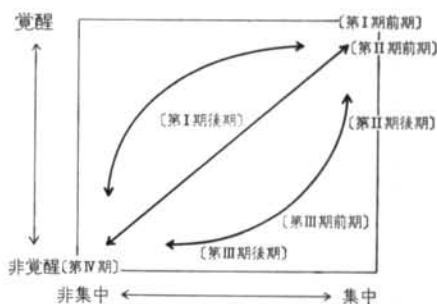 覚醒
〔第Ⅰ期前期〕
〔第Ⅱ期前期〕
〔第Ⅰ期後期〕
〔第Ⅱ期後期〕
〔第Ⅲ期前期〕
〔第Ⅲ期後期〕
非覚醒〔第Ⅳ期〕
非集中
集中